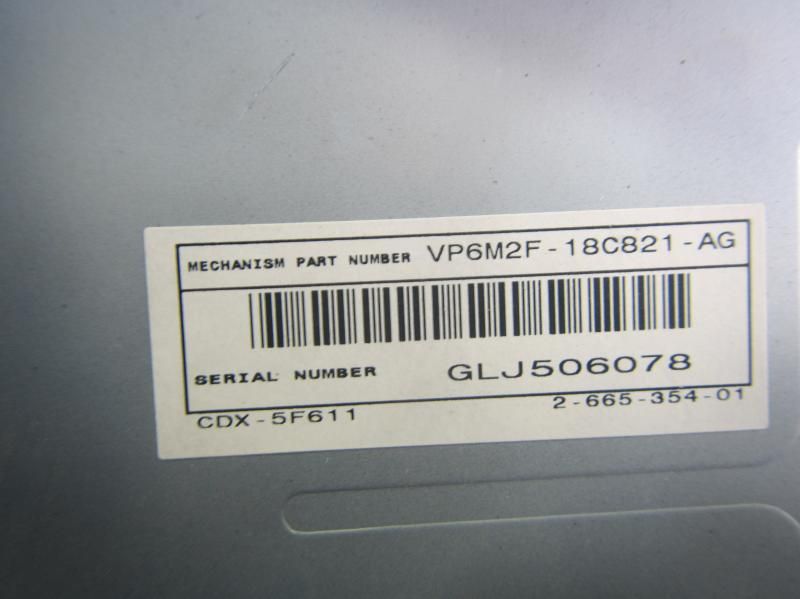 MECHANISM PART NUMBER VP6M2F-18C821-AG
SERIAL NUMBER GLJ506078
CDX-5F611 2-665-354-01